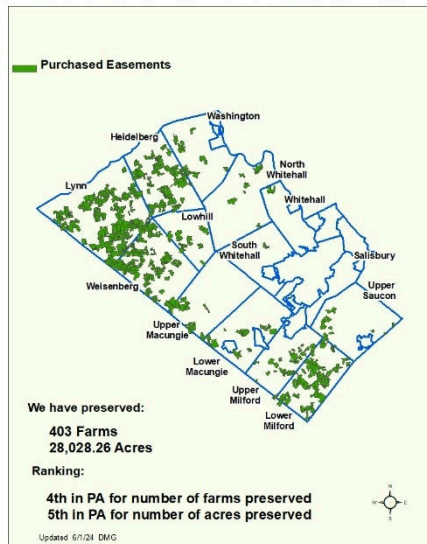 Purchased Easements
Washington
Heidelberg
North
Whitehall
Lynn
Whitehall
Lowhill
South
Whitehall
Salisbury
Weisenberg
Upper
Saucon
Upper
Macungie
Lower
Macungie
Upper
Milford
Lower
Milford
We have preserved:
403 Farms
28,028.26 Acres
Ranking:
4th in PA for number of farms preserved
5th in PA for number of acres preserved
N
W
E
S
Updated 6/1/24 DMG